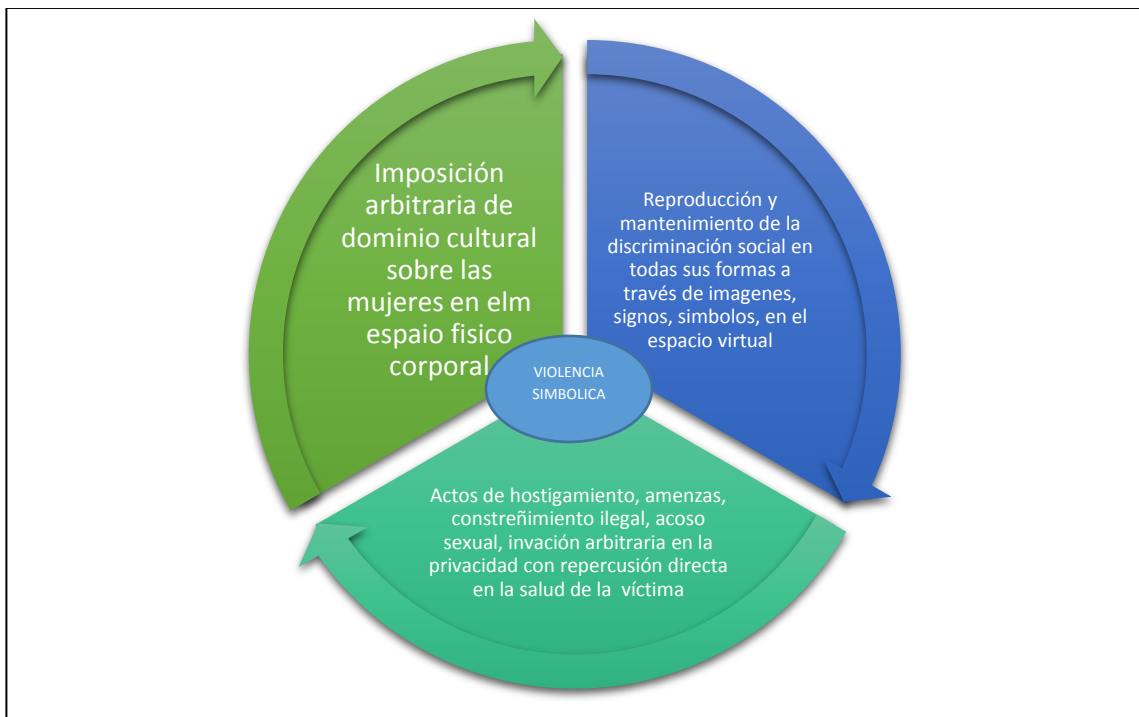 Imposición
arbitraria de
dominio cultural
sobre las
mujeres en elm
espaio fisico
corporal
Reproducción y
mantenimiento de la
discriminación social en
todas sus formas a
través de imagenes,
signos, simbolos, en el
espacio virtual
VIOLENCIA
SIMBOLICA
Actos de hostigamiento, amenzas,
constreñimiento ilegal, acoso
sexual, invación arbitraria en la
privacidad con repercusión directa
en la salud de la víctima